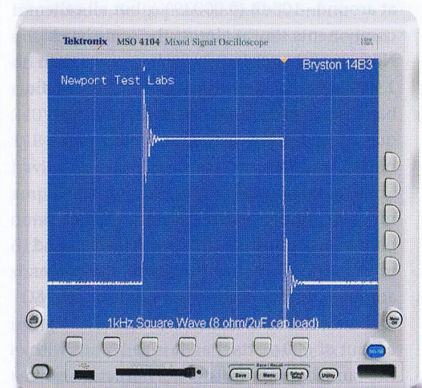 Tektronix MSO 4104 Mixed Signal Oscilloscope
Bryston 14B3
Newport Test Labs
1kHz Square Wave (8 ohm/2uF cap load)
Save Menu Utility